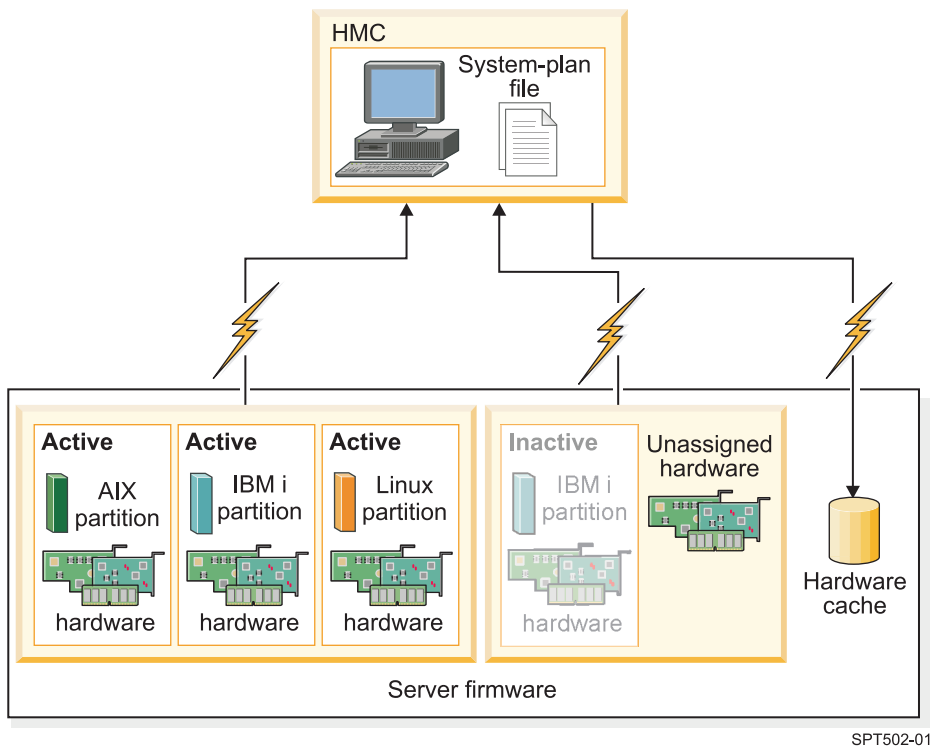 HMC
System-plan
file
Active
AIX
partition
hardware
Active
IBM i
partition
hardware
Active
Linux
partition
hardware
Inactive
IBM i
partition
hardware
Unassigned
hardware
Hardware
cache
Server firmware
SPT502-01